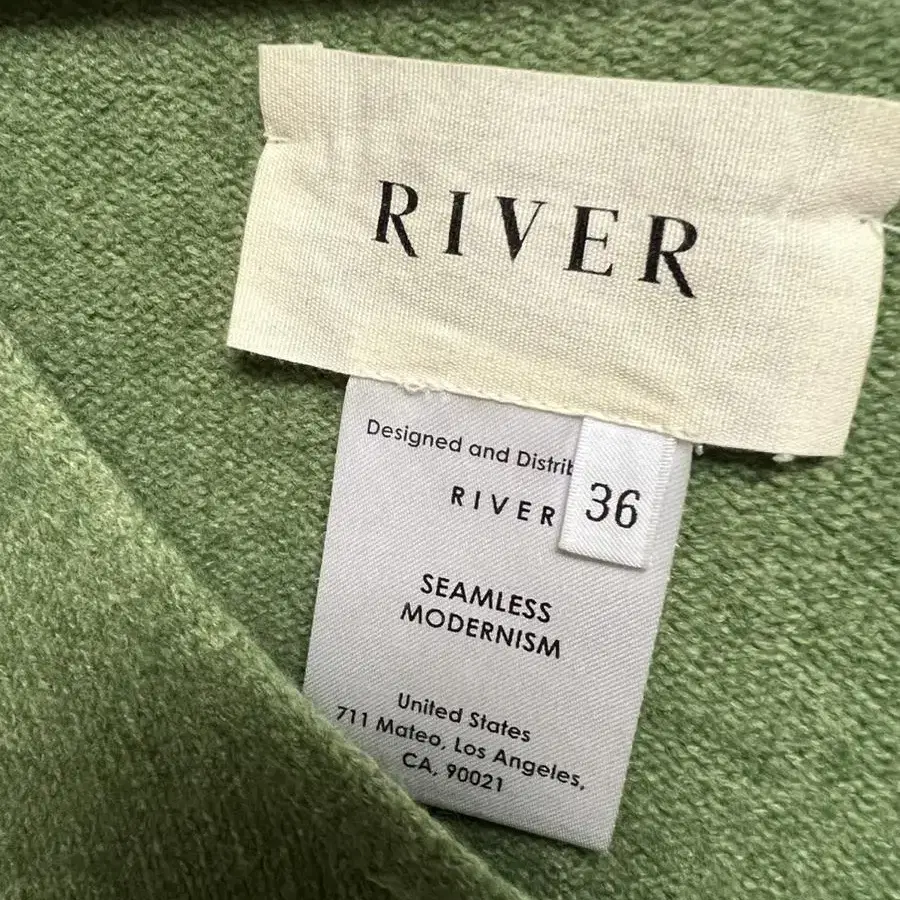 RIVER
Designed and Distrib
RIVER
36
SEAMLESS
MODERNISM
United States
711 Mateo, Los Angeles,
CA, 90021